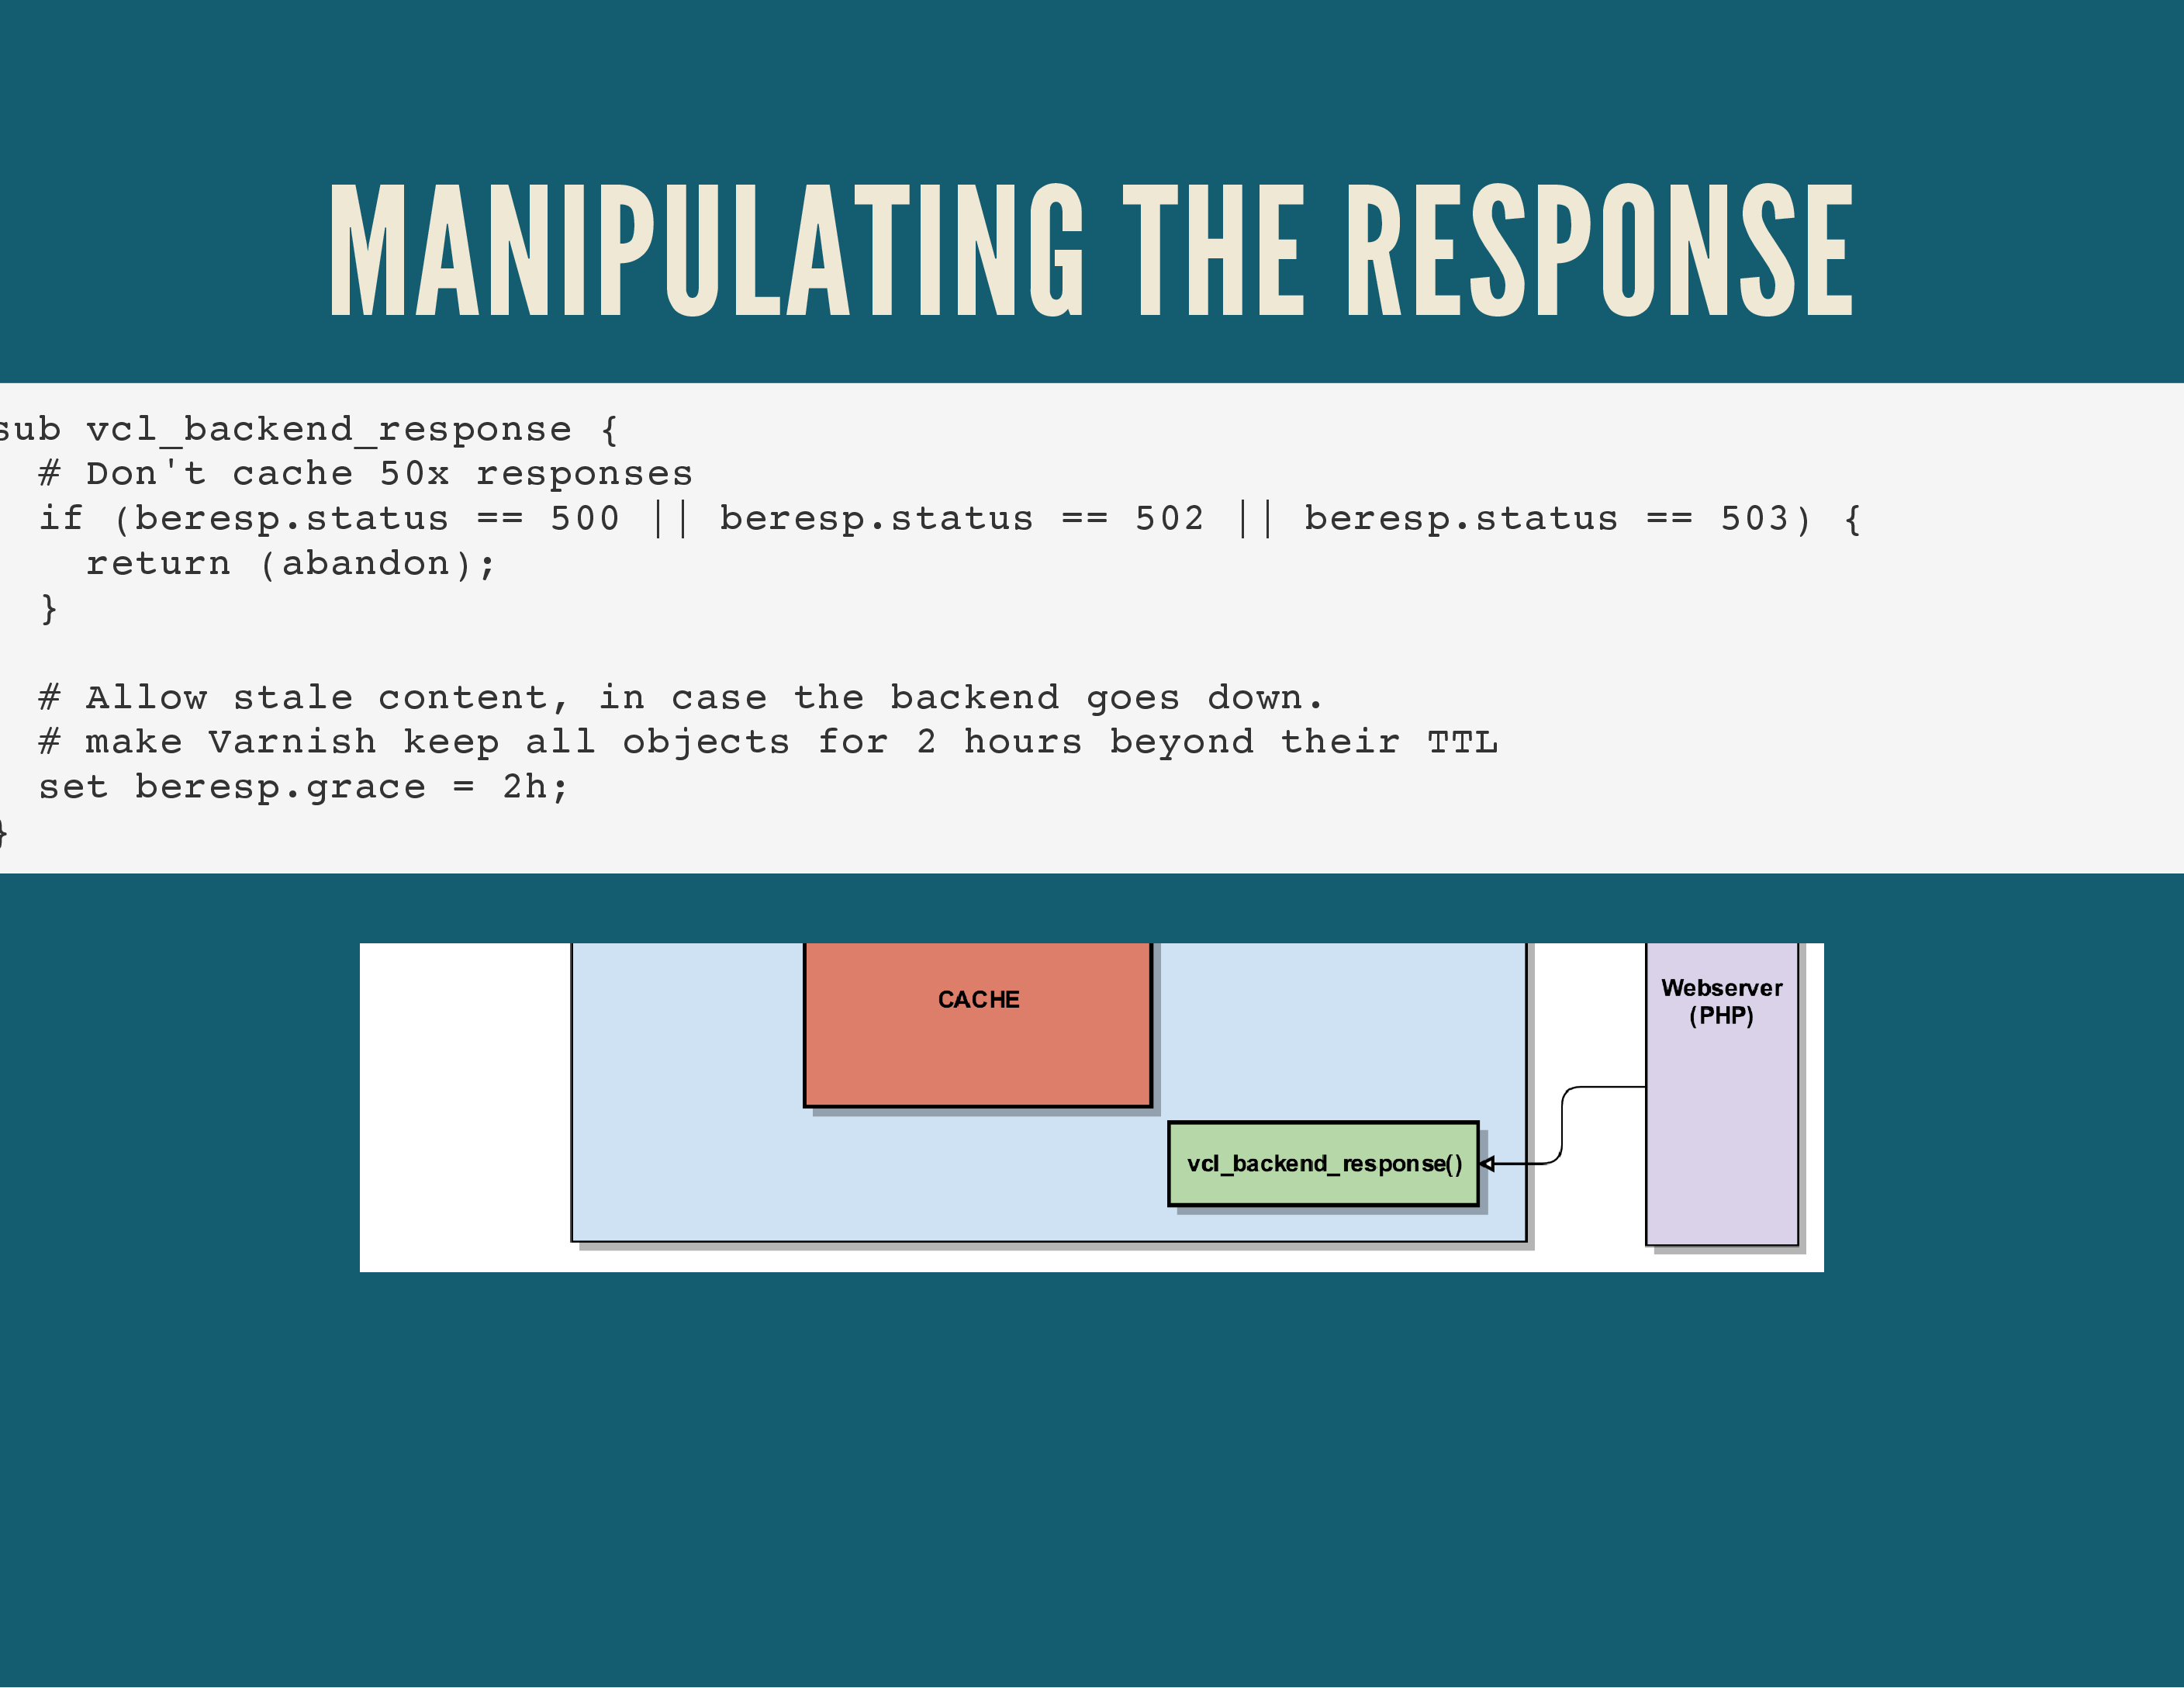 MANIPULATING THE RESPONSE
sub vcl_backend_response {
  # Don't cache 50x responses
  if (beresp.status == 500 || beresp.status == 502 || beresp.status == 503) {
    return (abandon);
  }

  # Allow stale content, in case the backend goes down.
  # make Varnish keep all objects for 2 hours beyond their TTL
  set beresp.grace = 2h;
}
CACHE
Webserver
(PHP)
vcl_backend_response()